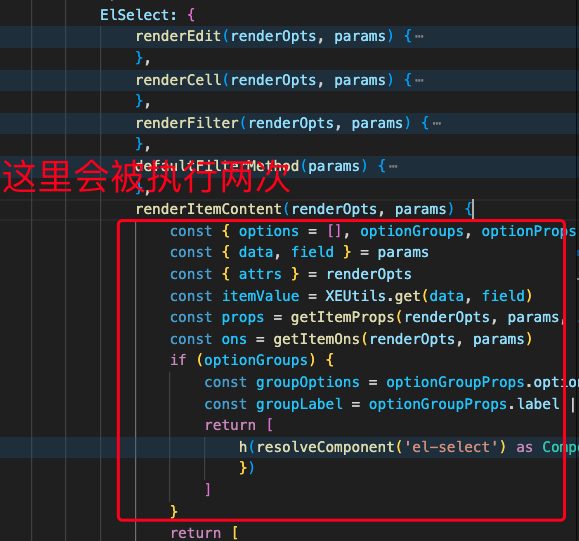 ElSelect: {
renderEdit(renderOpts, params) {⋯
},
renderCell(renderOpts, params) {⋯
},
renderFilter(renderOpts, params) {⋯
},
defaultFilterMethod(params) {⋯
这里会被执行两次
},
renderItemContent(renderOpts, params) {
const { options = [], optionGroups, optionProps
const { data, field } = params
const { attrs } = renderOpts
const itemValue = XEUtils.get(data, field)
const props = getItemProps(renderOpts, params,
const ons = getItemOns(renderOpts, params)
if (optionGroups) {
const groupOptions = optionGroupProps.optio
const groupLabel = optionGroupProps.label |
return [
h(resolveComponent('el-select') as Comp
})
]
}
return [